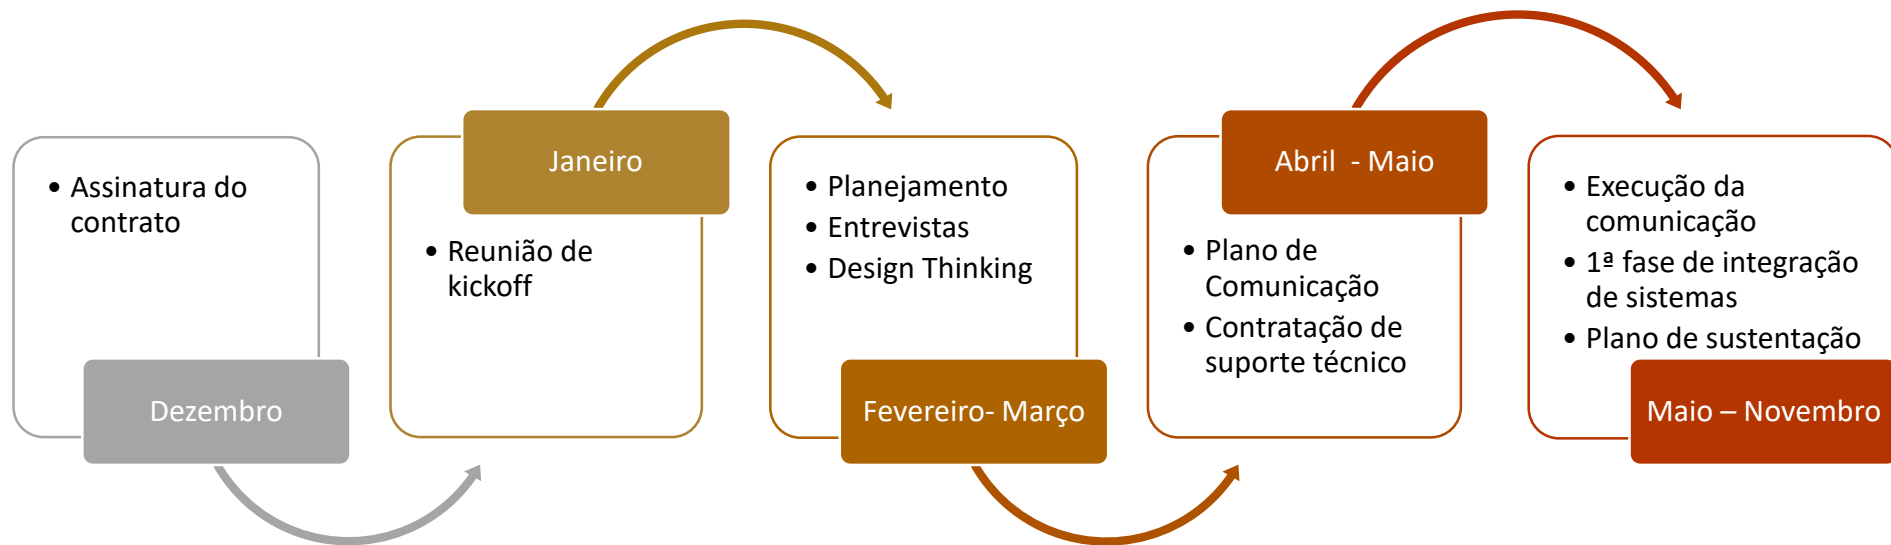 • Assinatura do
contrato
Dezembro
Janeiro
• Reunião de
kickoff
• Planejamento
• Entrevistas
• Design Thinking
Fevereiro- Março
Abril - Maio
• Plano de
Comunicação
• Contratação de
suporte técnico
• Execução da
comunicação
• 1ª fase de integração
de sistemas
• Plano de sustentação
Maio – Novembro